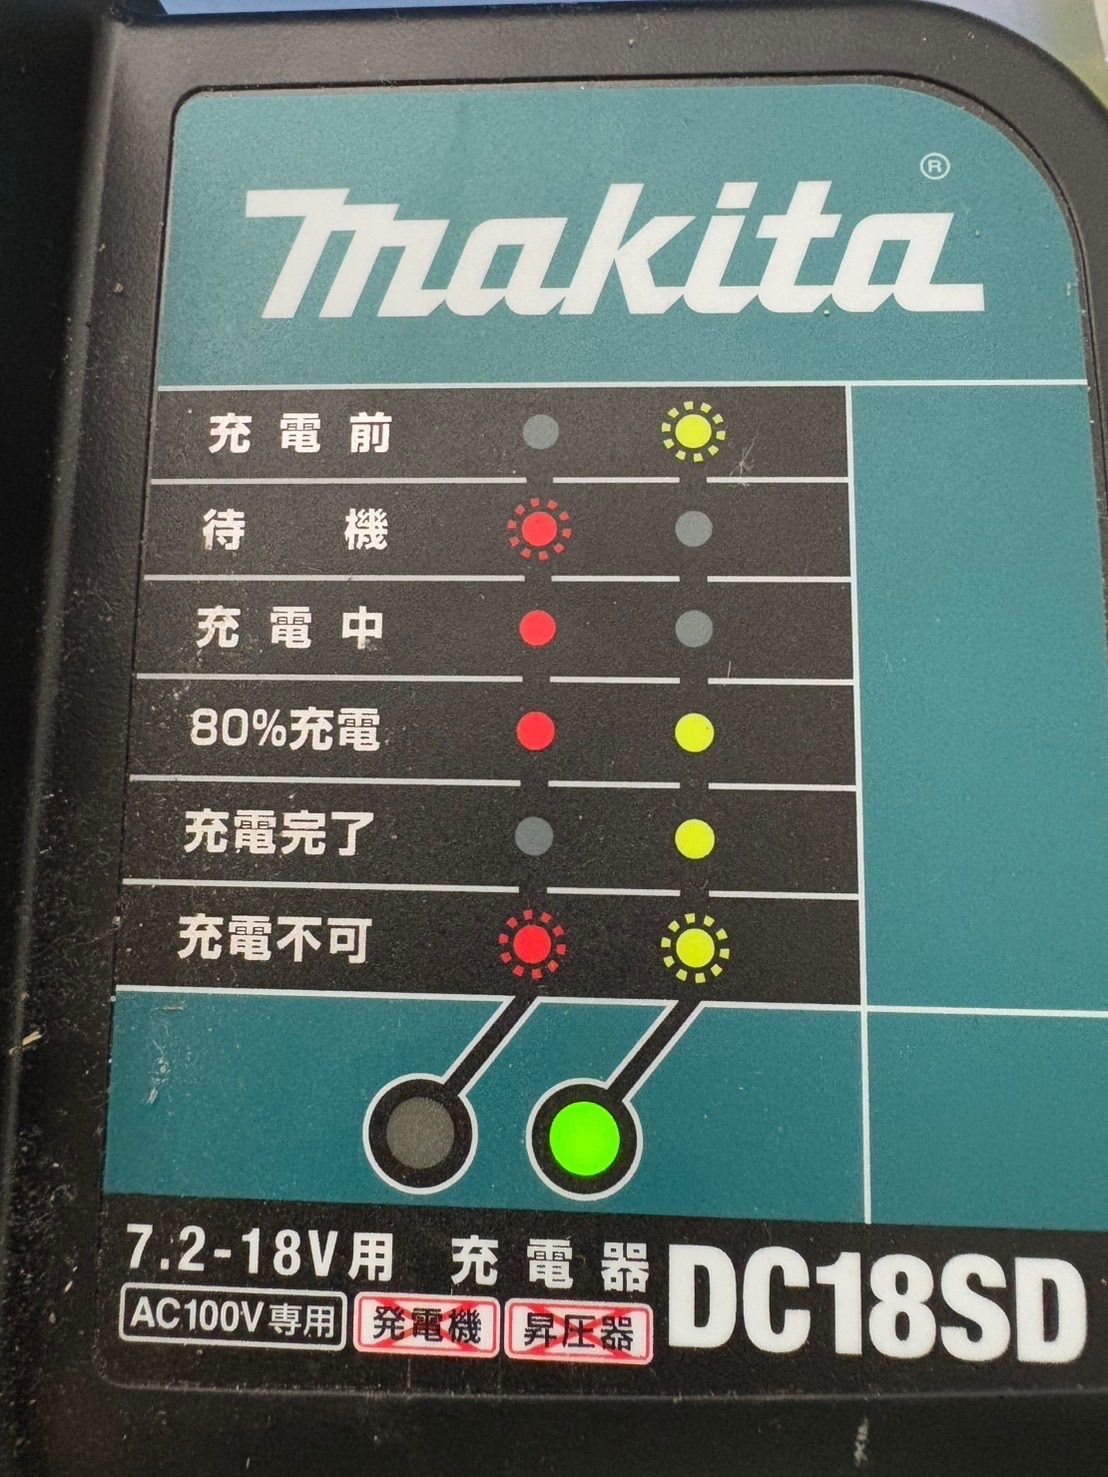 makita®
充電前
待機
充電中
80%充電
充電完了
充電不可
7.2-18V用 充電器 DC18SD
AC100V専用 発電機 昇圧器